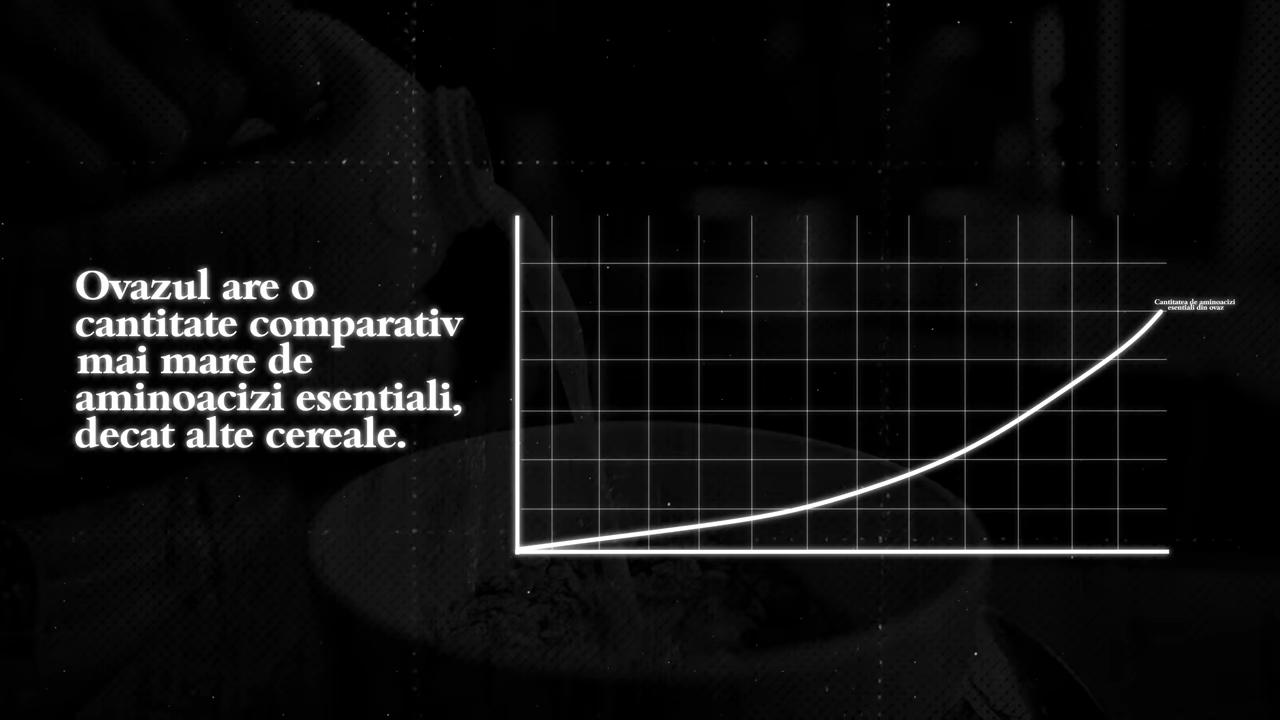 Ovazul are o
cantitate comparativ
mai mare de
aminoacizi esentiali,
decat alte cereale.
Cantitatea de aminoacizi
esentiali din ovaz